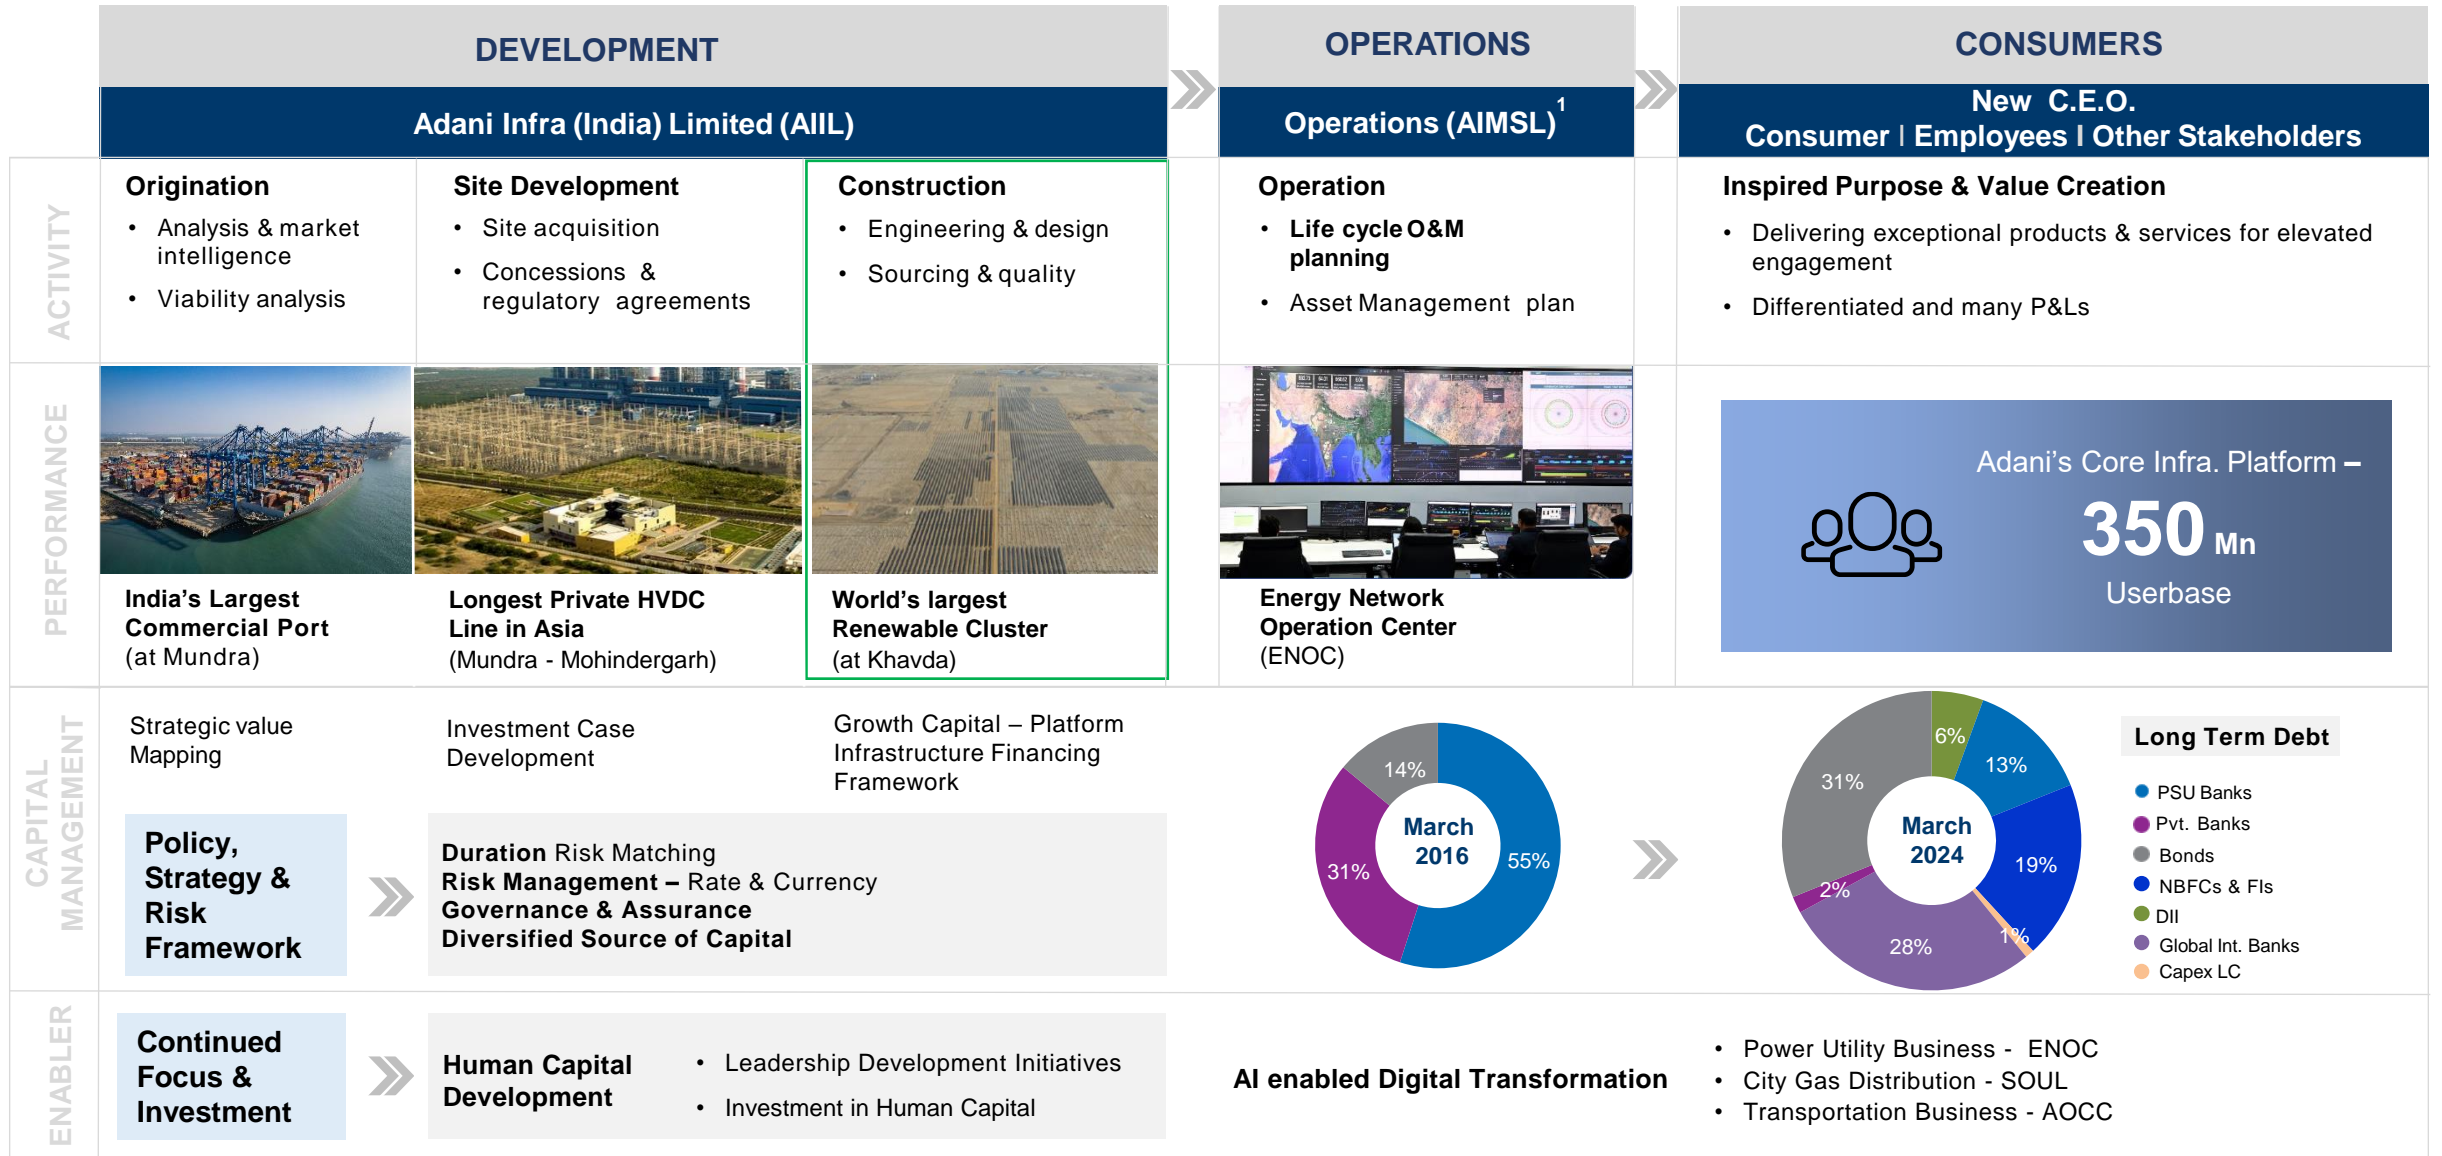 DEVELOPMENT
OPERATIONS
CONSUMERS
Adani Infra (India) Limited (AIIL)
Operations (AIMSL)1
New C.E.O.
Consumer l Employees l Other Stakeholders
ACTIVITY
Origination
• Analysis & market
intelligence
• Viability analysis
Site Development
• Site acquisition
• Concessions &
regulatory agreements
Construction
• Engineering & design
• Sourcing & quality
Operation
• Life cycle O&M
planning
• Asset Management plan
Inspired Purpose & Value Creation
• Delivering exceptional products & services for elevated
engagement
• Differentiated and many P&Ls
PERFORMANCE
India's Largest
Commercial Port
(at Mundra)
Longest Private HVDC
Line in Asia
(Mundra - Mohindergarh)
World's largest
Renewable Cluster
(at Khavda)
Energy Network
Operation Center
(ENOC)
Adani's Core Infra. Platform –
350 Mn
Userbase
CAPITAL
MANAGEMENT
Strategic value
Mapping
Investment Case
Development
Growth Capital – Platform
Infrastructure Financing
Framework
Policy,
Strategy &
Risk
Framework
Duration Risk Matching
Risk Management – Rate & Currency
Governance & Assurance
Diversified Source of Capital
14%
31%
55%
March
2016
6%
13%
19%
1%
28%
2%
31%
March
2024
Long Term Debt
PSU Banks
Pvt. Banks
Bonds
NBFCs & FIs
DII
Global Int. Banks
Capex LC
ENABLER
Continued
Focus &
Investment
Human Capital
Development
• Leadership Development Initiatives
• Investment in Human Capital
AI enabled Digital Transformation
• Power Utility Business - ENOC
• City Gas Distribution - SOUL
• Transportation Business - AOCC